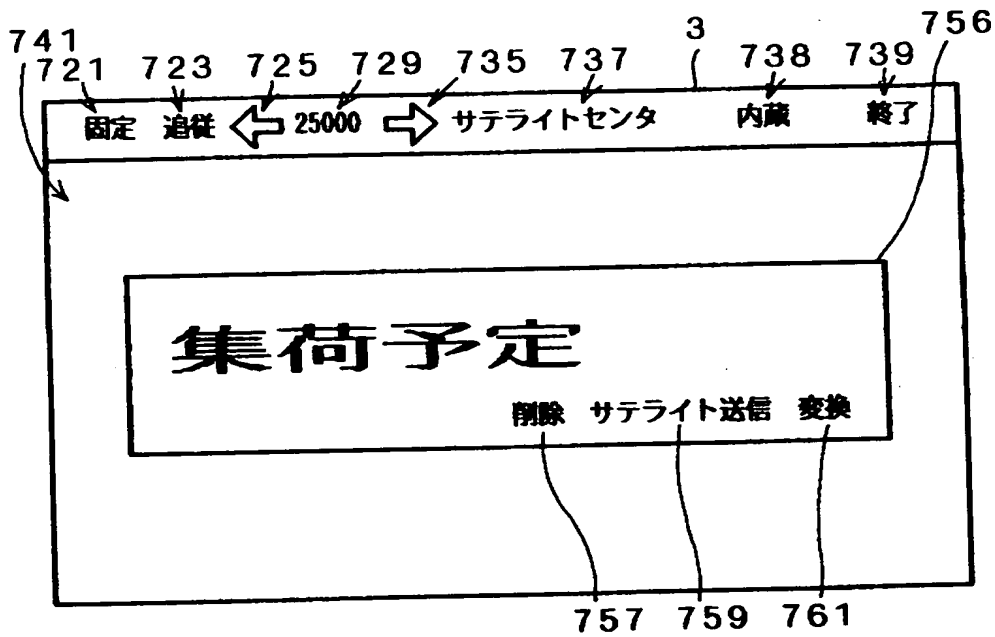 741 3 756
721 723 725 729 735 737 738 739
固定 追従 25000 サテライトセンタ 内蔵 終了
集荷予定
削除 サテライト送信 変換
757 759 761